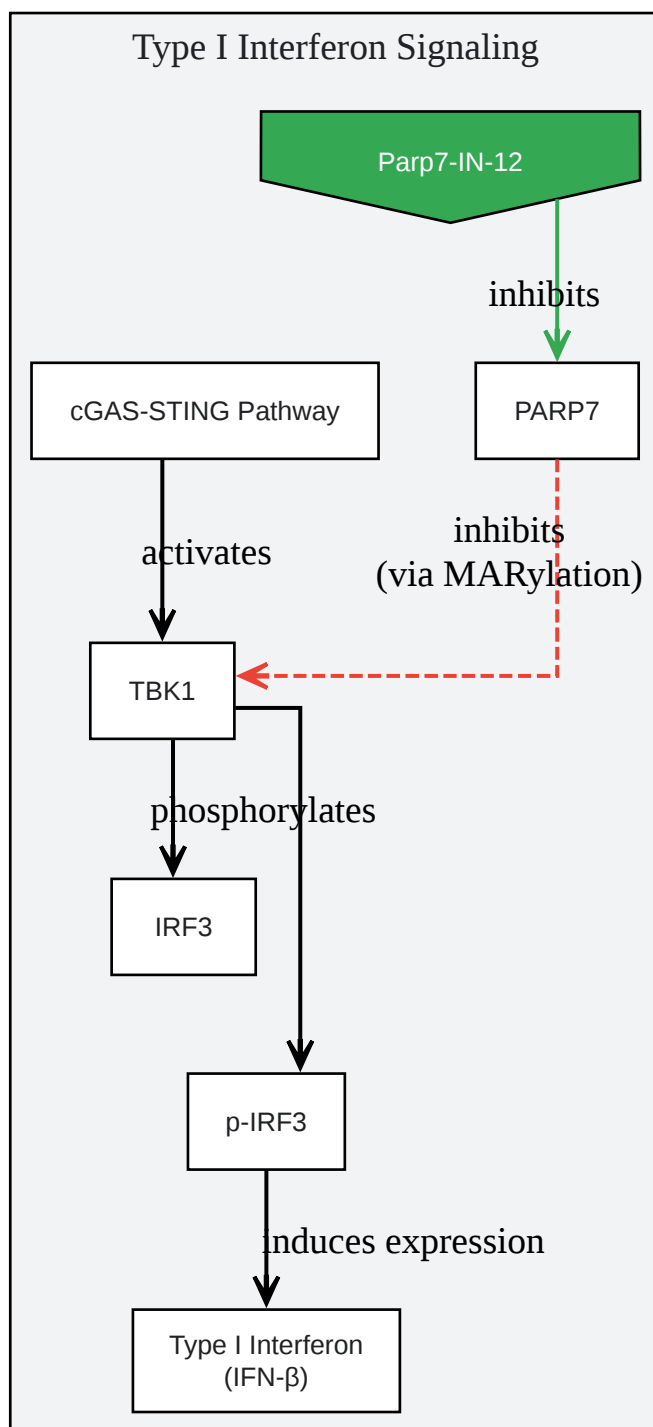 Type I Interferon Signaling
Parp7-IN-12
inhibits
cGAS-STING Pathway
PARP7
activates
inhibits
(via MARylation)
TBK1
phosphorylates
IRF3
p-IRF3
induces expression
Type I Interferon
(IFN-β)